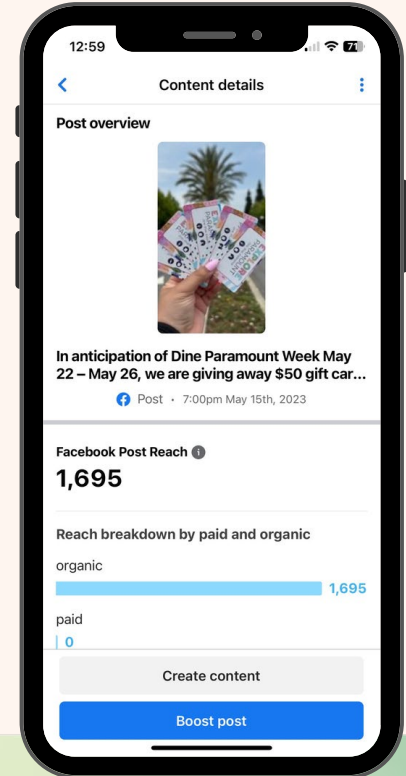 12:59
71
Content details
Post overview
In anticipation of Dine Paramount Week May
22 – May 26, we are giving away $50 gift car...
Post · 7:00pm May 15th, 2023
Facebook Post Reach
1,695
Reach breakdown by paid and organic
organic
1,695
paid
0
Create content
Boost post